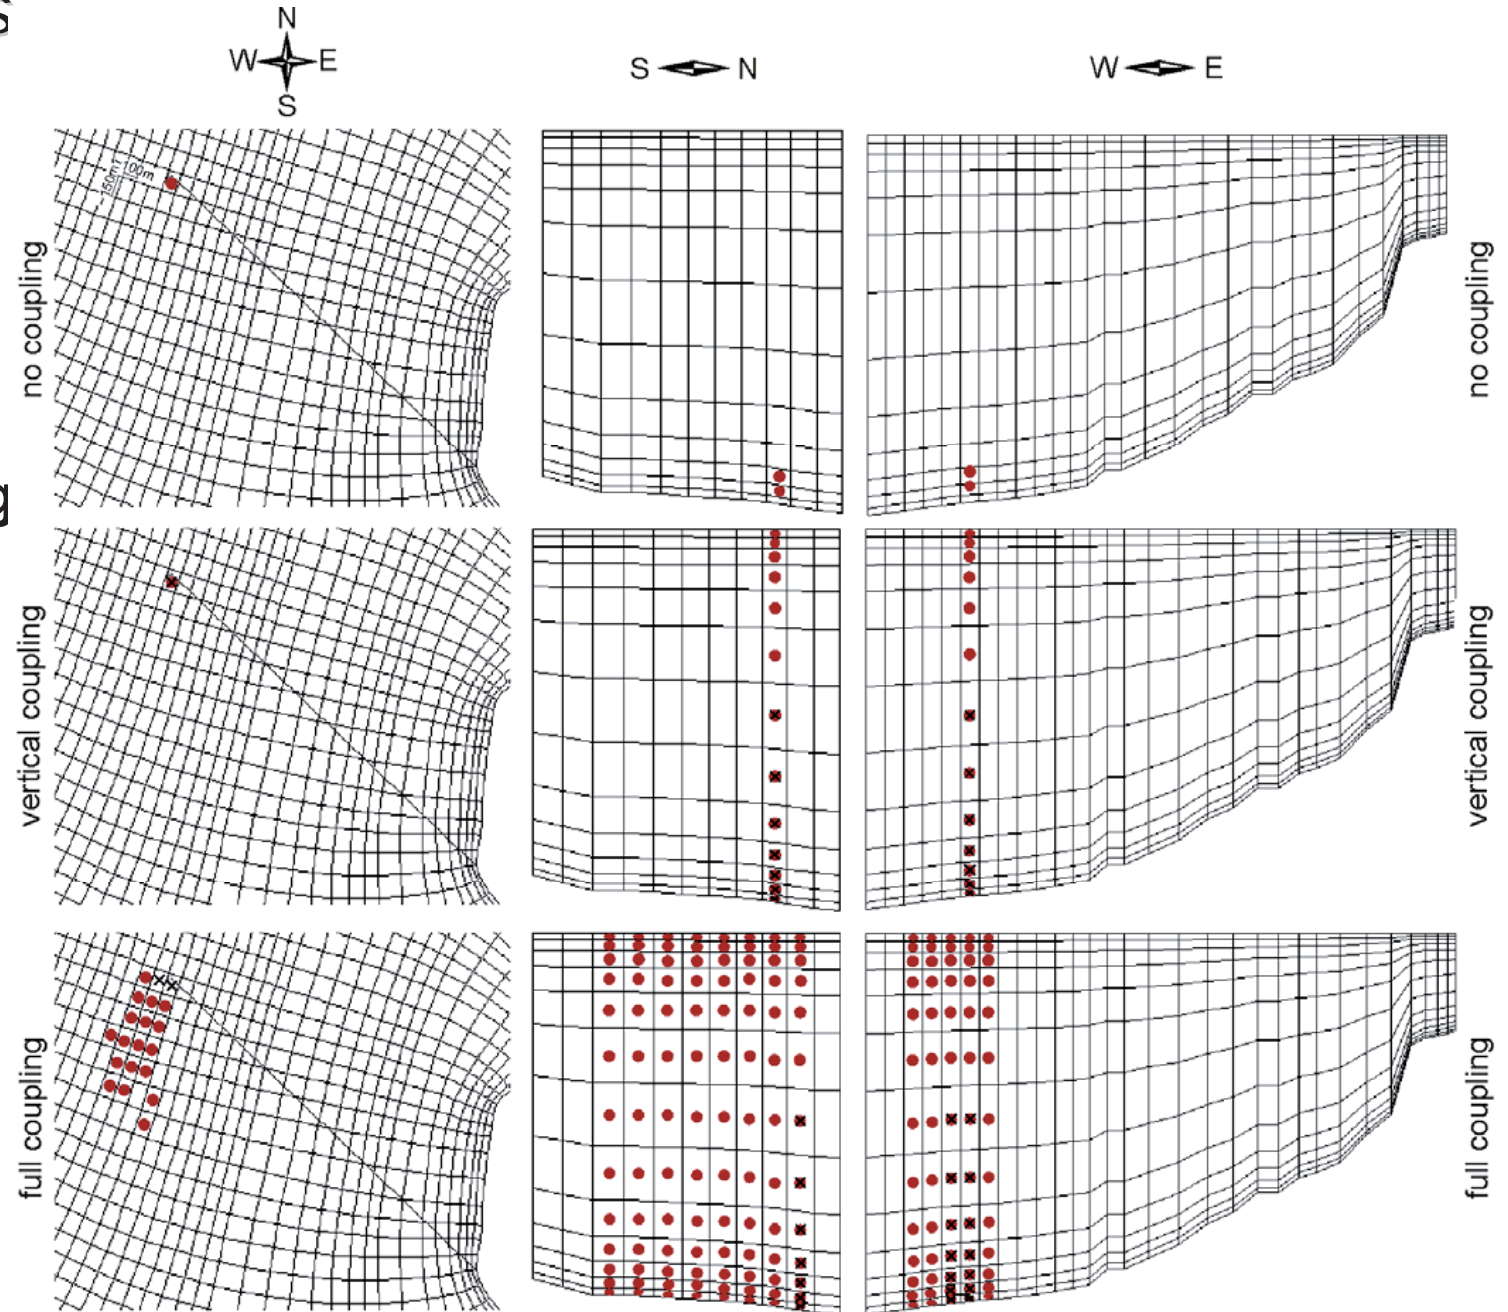 N
W E
S
S N
W E
~150m
100m
no coupling
no coupling
vertical coupling
vertical coupling
full coupling
full coupling